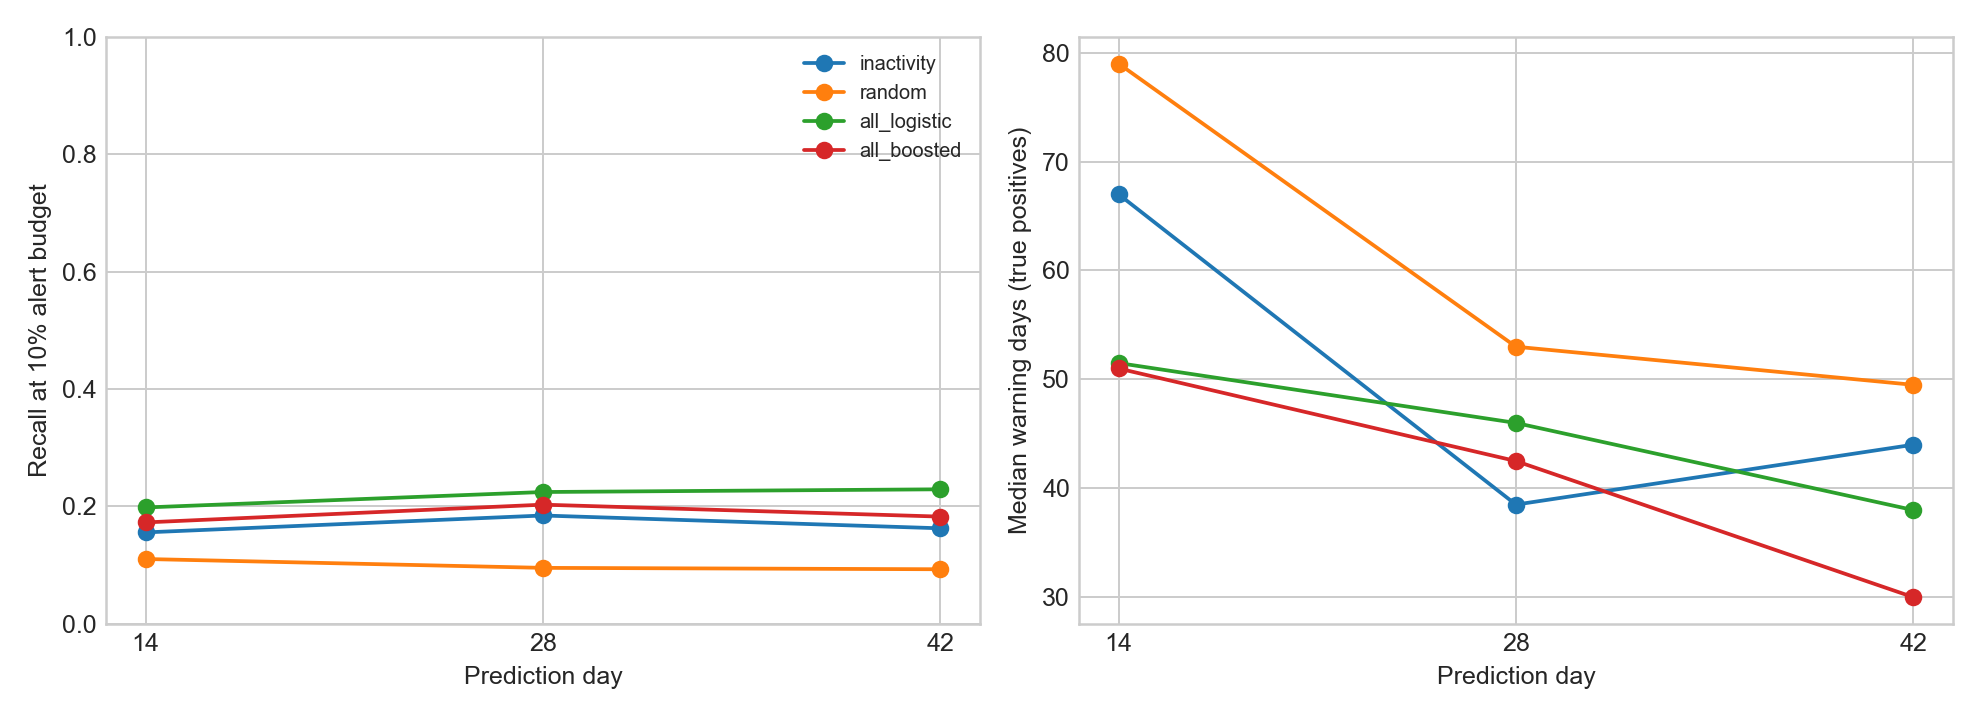 Recall at 10% alert budget
1.0
0.8
0.6
0.4
0.2
0.0
14
28
42
Prediction day
inactivity
random
all_logistic
all_boosted
Median warning days (true positives)
80
70
60
50
40
30
14
28
42
Prediction day